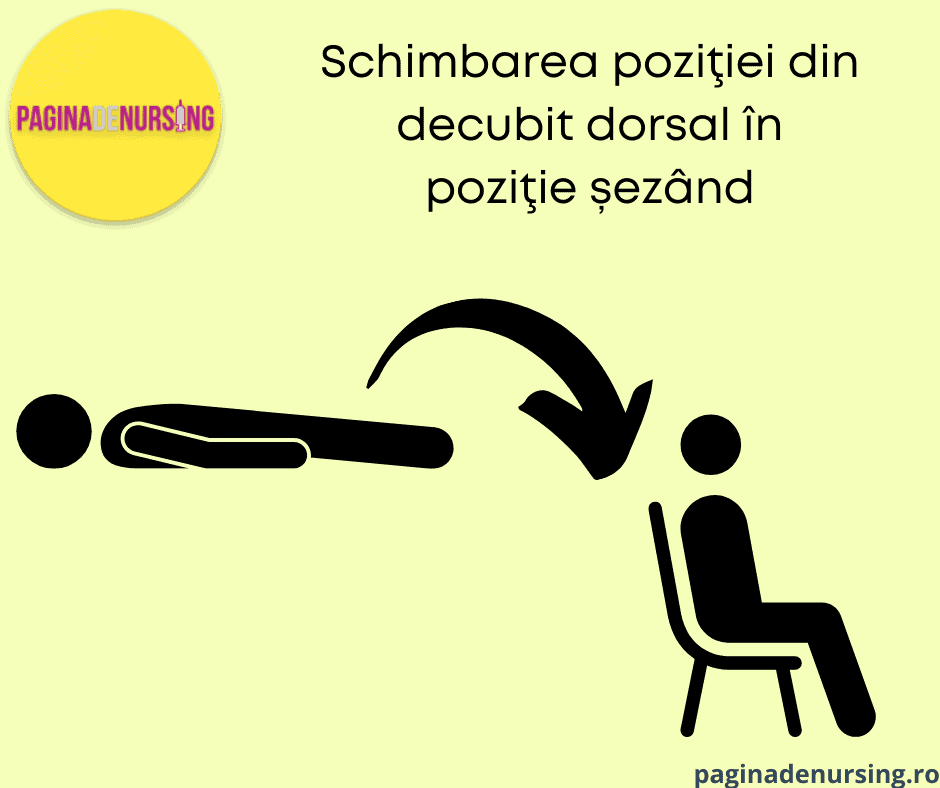 PAGINADENURSING
Schimbarea poziţiei din
decubit dorsal în
poziţie șezând
paginadenursing.ro